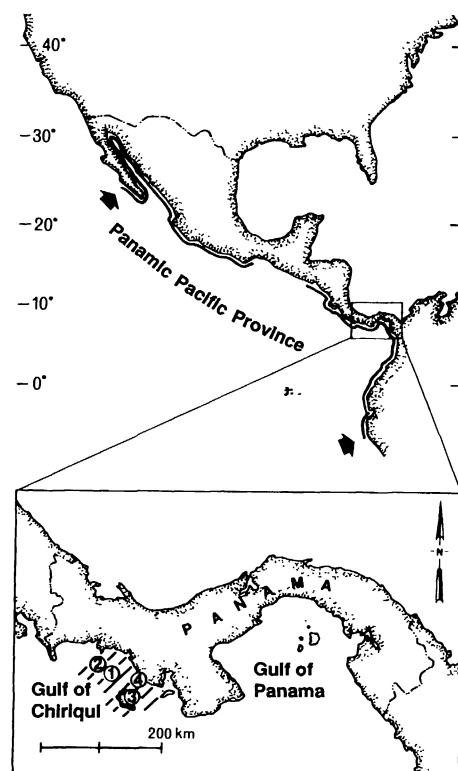 40°
30°
20°
10°
0°
Panamic Pacific Province
N
PANAMA
D
2
1
4
3
Gulf of
Chiriqui
Gulf of
Panama
200 km